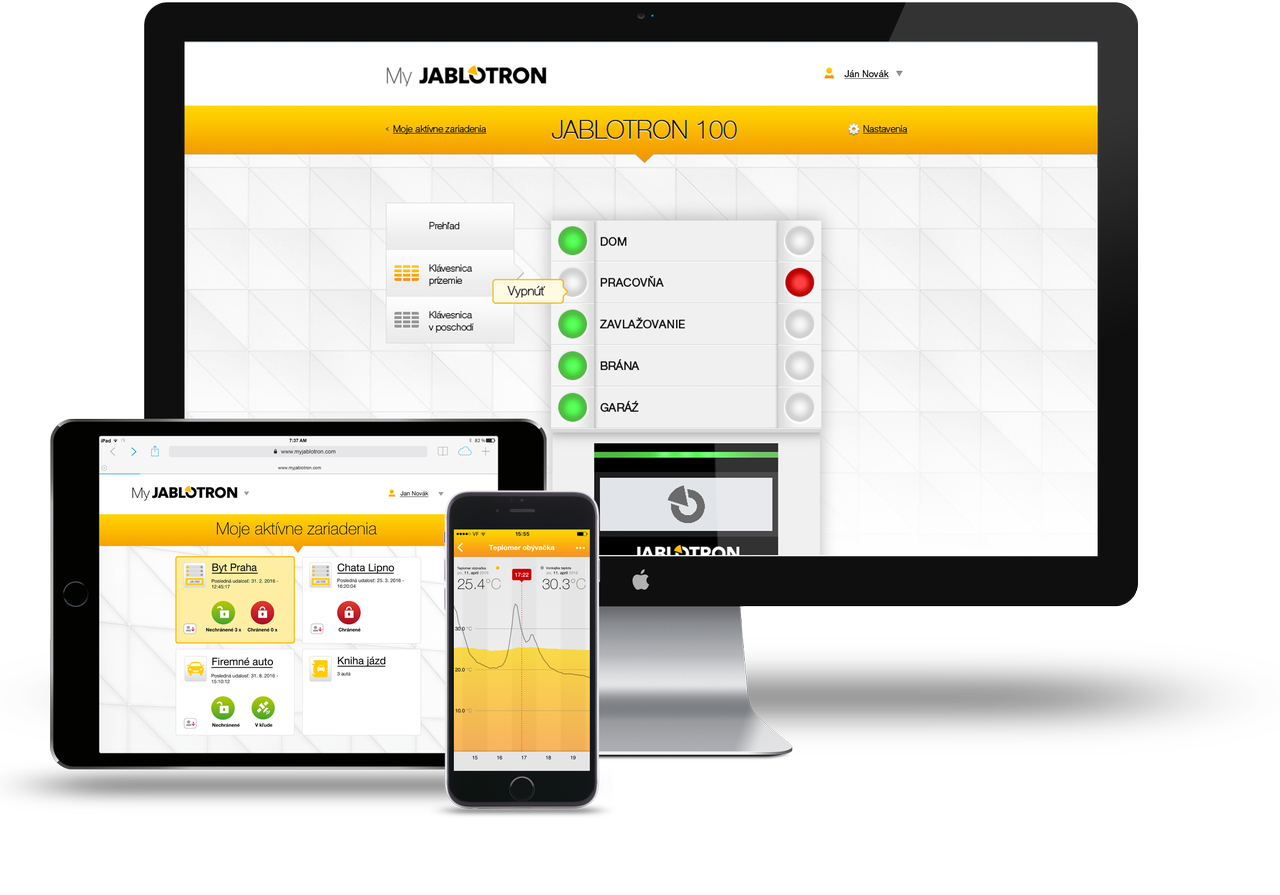 My JABLOTRON
Ján Novák
Moje aktívne zariadenia
JABLOTRON 100
Nastavenia
Prehľad
Klávesnica
prízemie
Klávesnica
v poschodí
Vypnúť
DOM
PRACOVŇA
ZAVLAŽOVANIE
BRÁNA
GARÁŽ
JABLOTRON
iPad
7:37 AM
82 %
www.myjablotron.com
www.myjablotron.com
My JABLOTRON
Jan Novák
Moje aktívne zariadenia
Byt Praha
Posledná udalosť: 31. 2. 2016 -
12:45:17
Nechránené 3 x
Chránené 0 x
Chata Lipno
Posledná udalosť: 25. 3. 2016 -
16:20:04
Chránené
Firemné auto
Posledná udalosť: 31. 8. 2016 -
15:10:12
Nechránené
V kľude
Kniha jázd
3 autá
VF
15:55
Teplomer obývačka
Teplomer obývačka
11. apríl
25.4°C
17:22
Vonkajšia teplota
11. apríl
30.3°C
30.0 °C
20.0 °C
10.0 °C
15
16
17
18
19